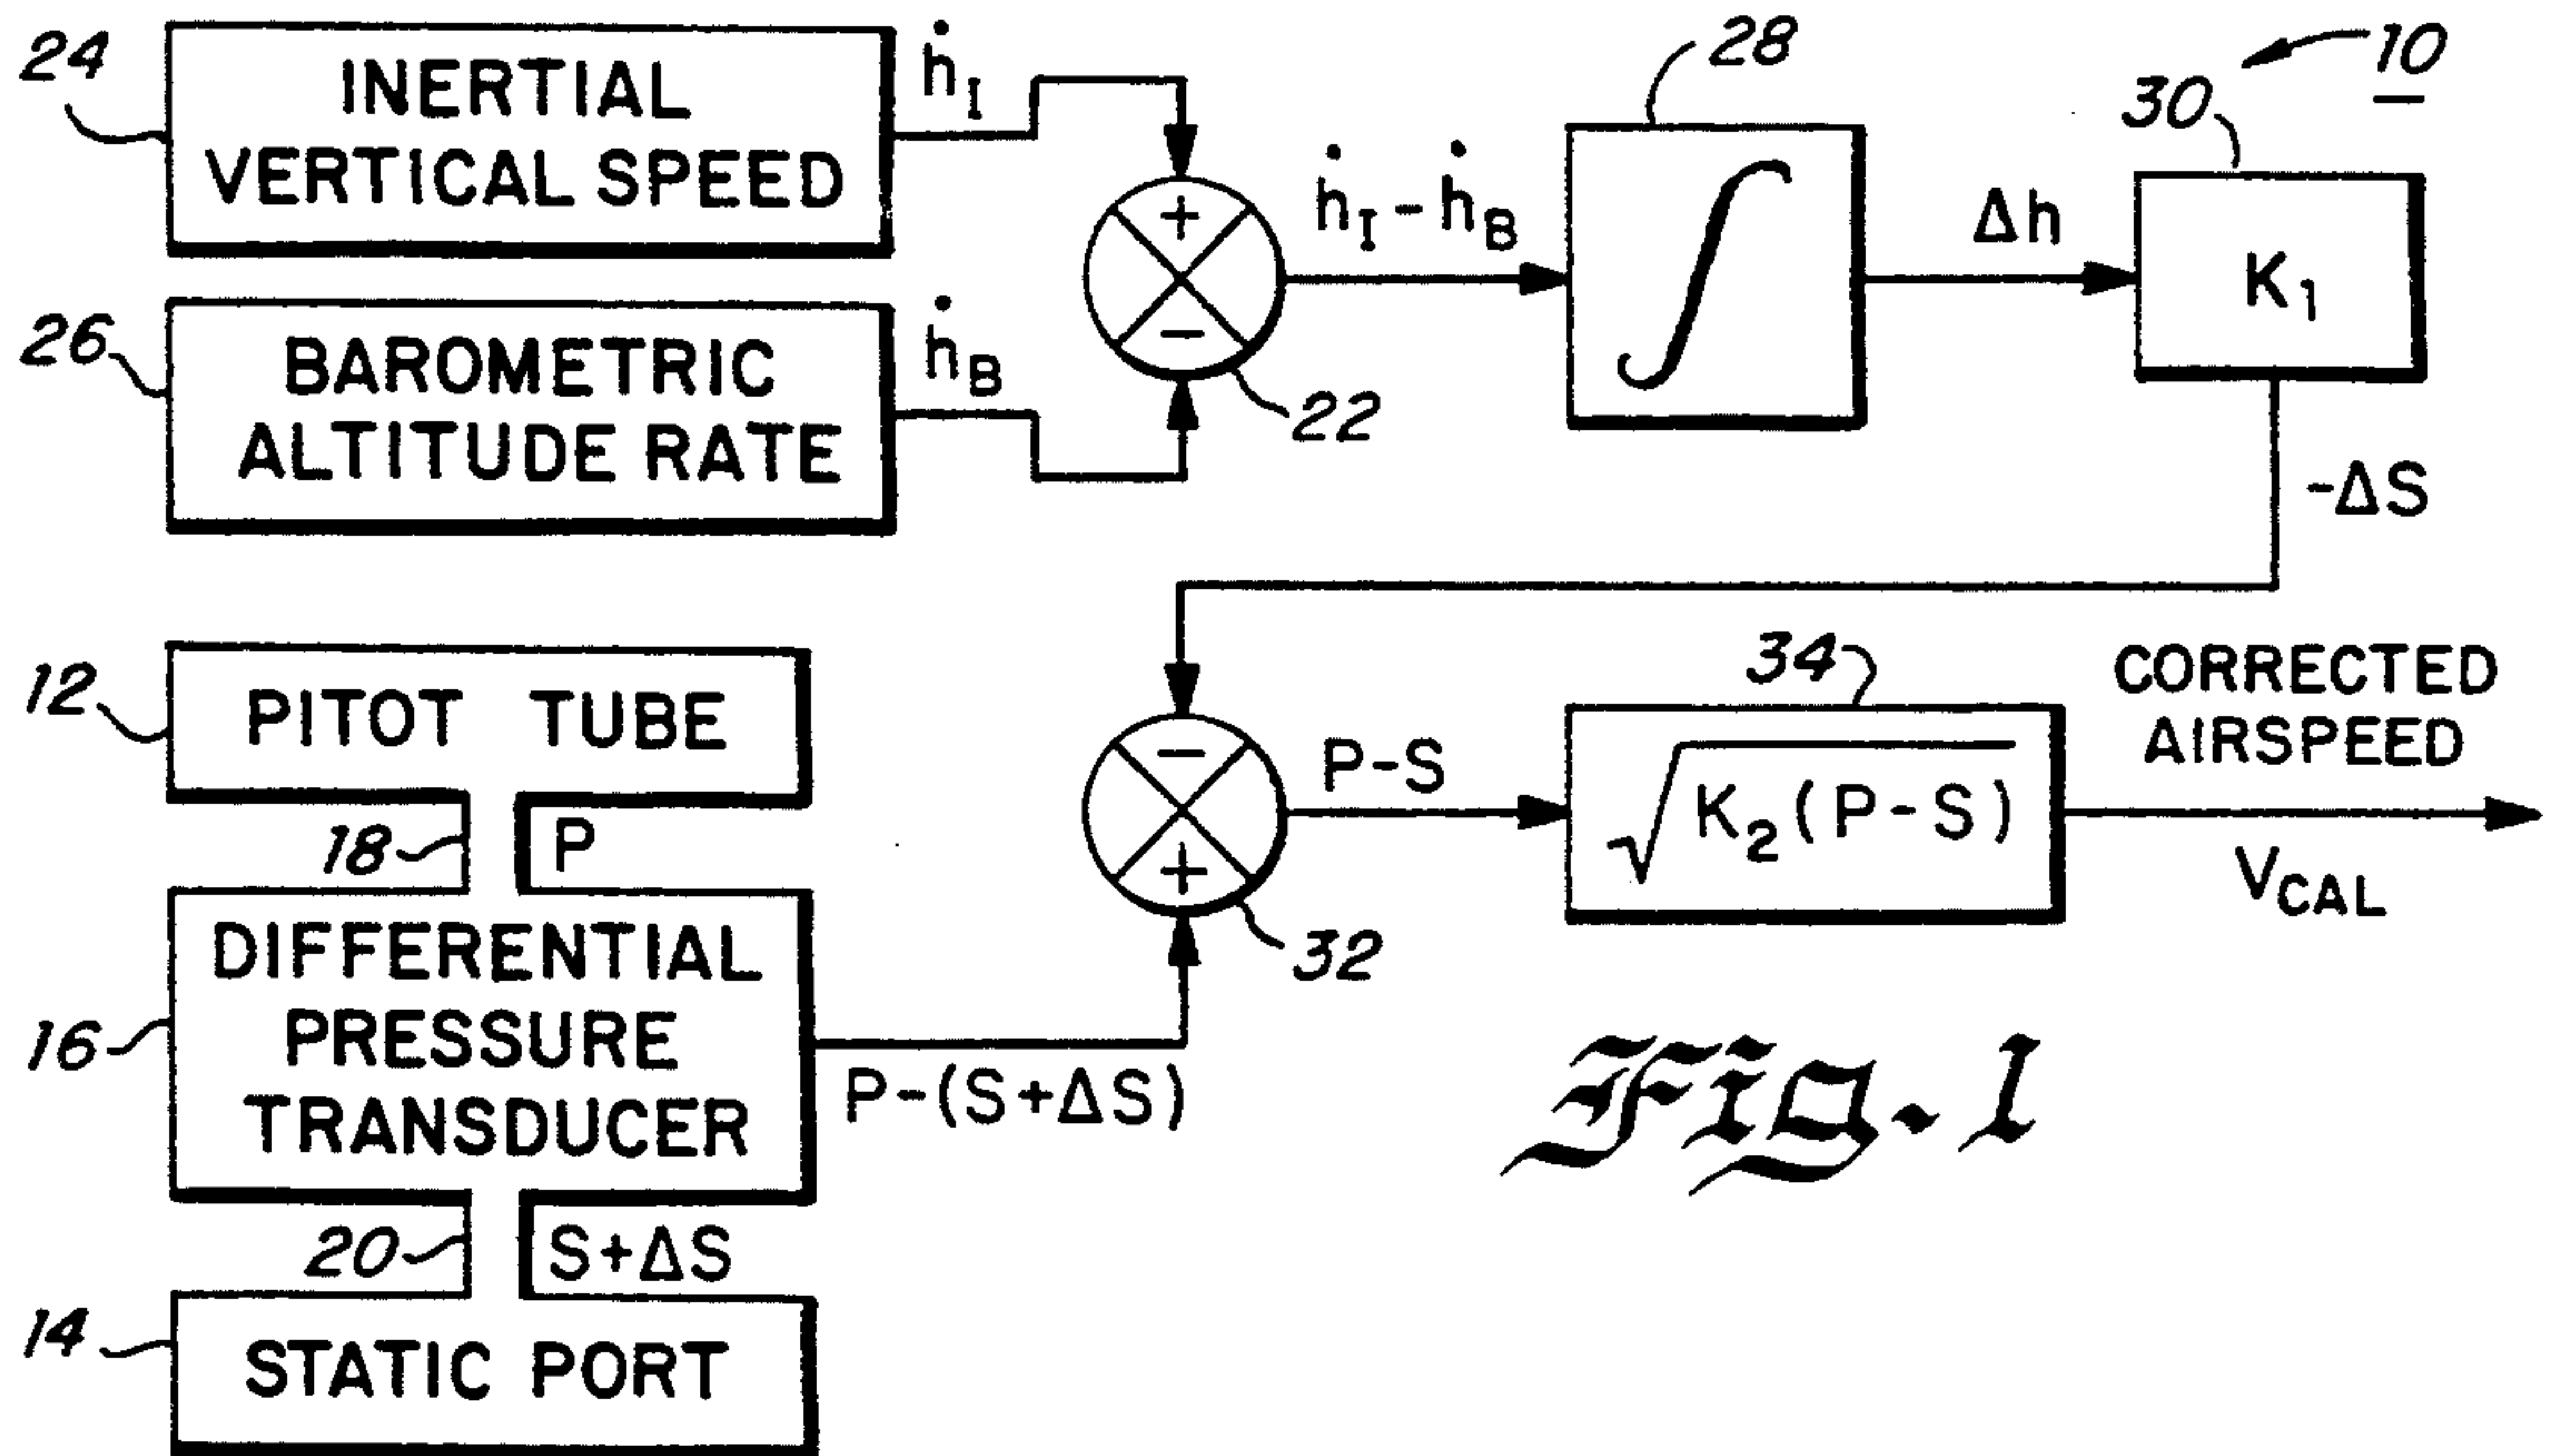 24
INERTIAL
VERTICAL SPEED
ḣI
28
30
10
+
−
ḣI - ḣB
∫
Δh
K1
26
BAROMETRIC
ALTITUDE RATE
ḣB
22
-ΔS
12
PITOT TUBE
18
P
16
DIFFERENTIAL
PRESSURE
TRANSDUCER
P-(S+ΔS)
20
S+ΔS
14
STATIC PORT
−
+
32
P-S
34
√K2(P-S)
CORRECTED
AIRSPEED
VCAL
Fig. 1